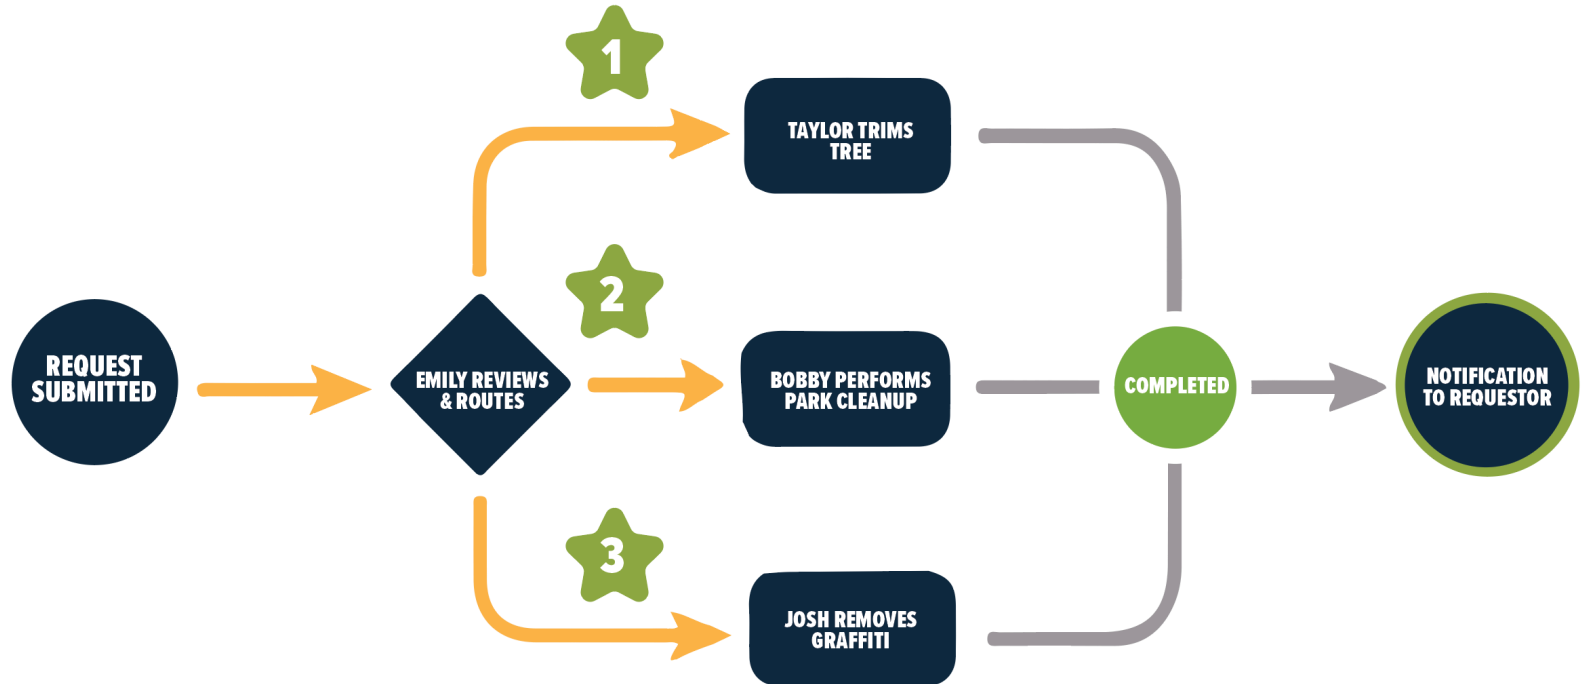 REQUEST
SUBMITTED
EMILY REVIEWS
& ROUTES
1
TAYLOR TRIMS
TREE
2
BOBBY PERFORMS
PARK CLEANUP
3
JOSH REMOVES
GRAFFITI
COMPLETED
NOTIFICATION
TO REQUESTOR